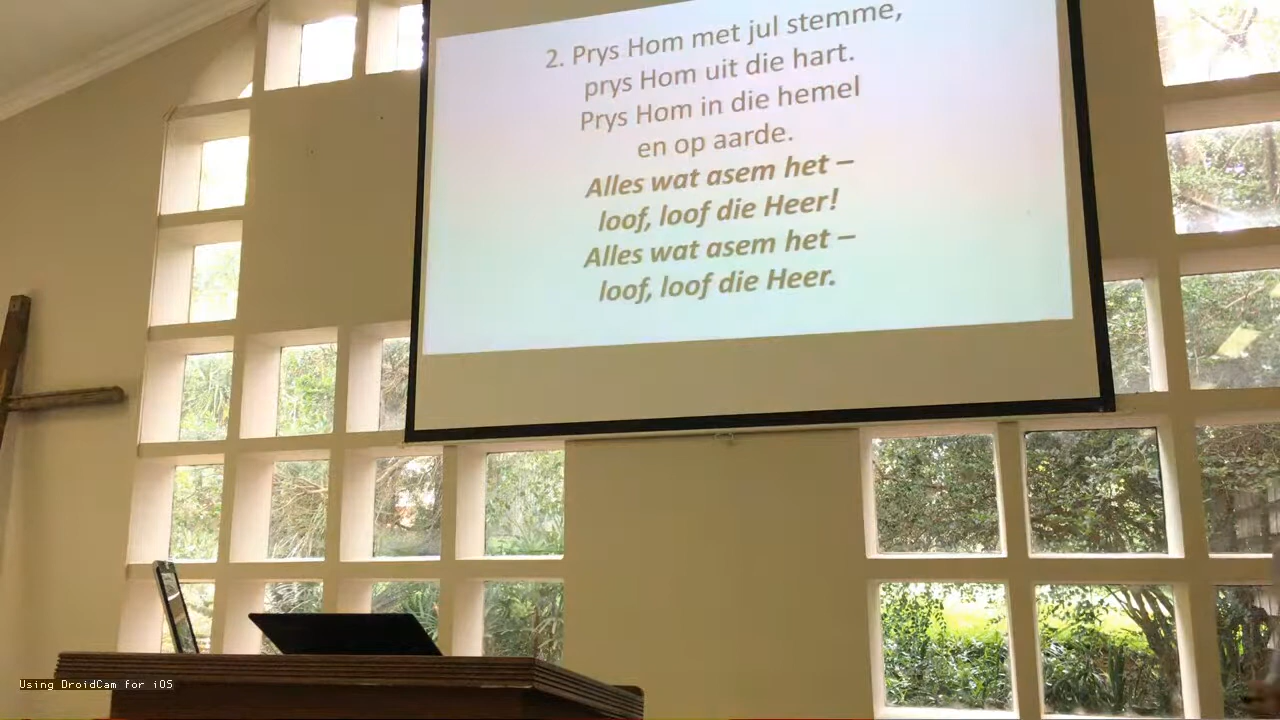 2. Prys Hom met jul stemme,
prys Hom uit die hart.
Prys Hom in die hemel
en op aarde.
Alles wat asem het –
loof, loof die Heer!
Alles wat asem het –
loof, loof die Heer.
Using DroidCam for iOS